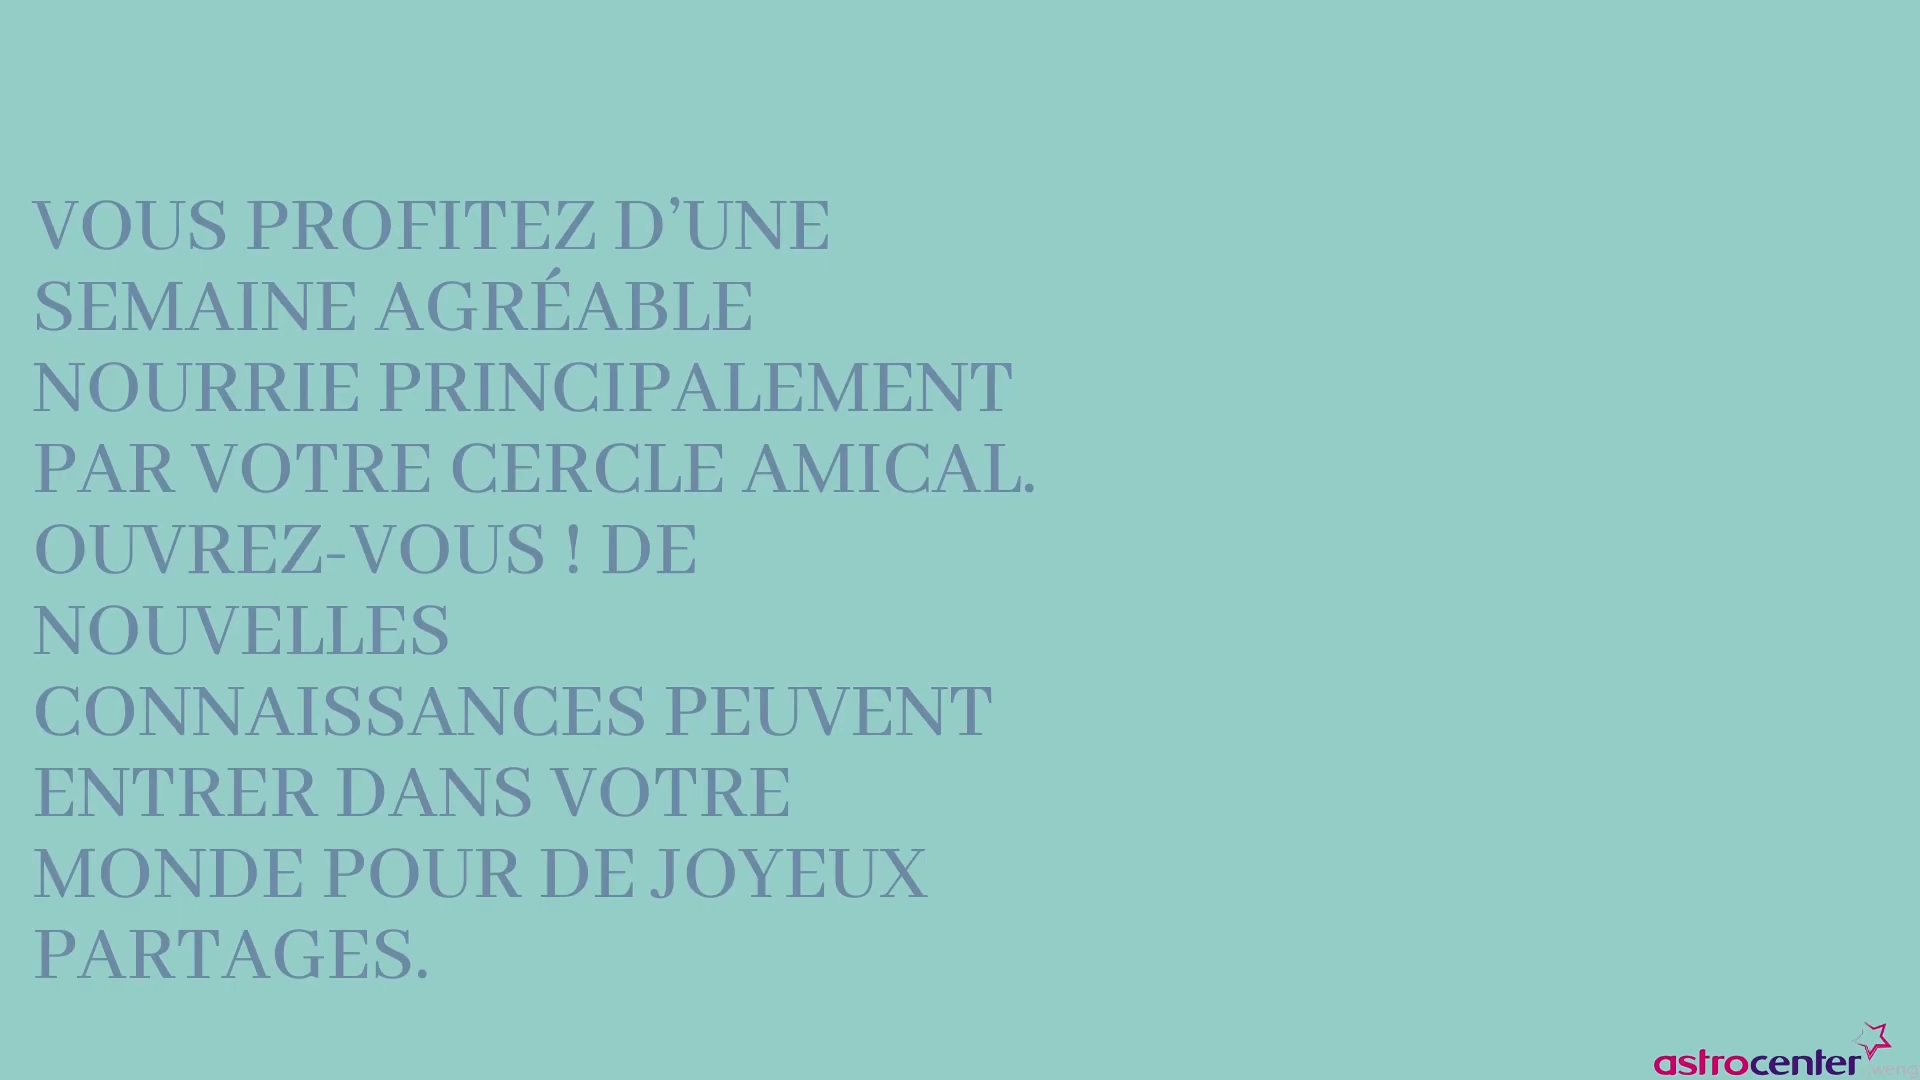 VOUS PROFITEZ D’UNE
SEMAINE AGRÉABLE
NOURRIE PRINCIPALEMENT
PAR VOTRE CERCLE AMICAL.
OUVREZ-VOUS ! DE
NOUVELLES
CONNAISSANCES PEUVENT
ENTRER DANS VOTRE
MONDE POUR DE JOYEUX
PARTAGES.
astrocenter